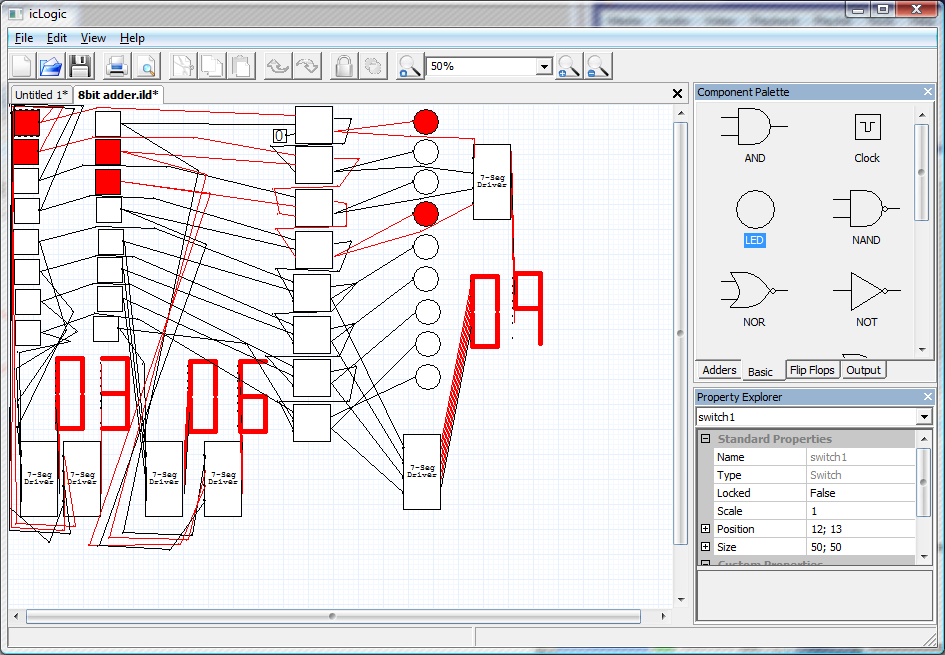 icLogic
File Edit View Help
50%
Untitled 1* 8bit adder.ild*
0
7-Seg
Driver
03
06
09
7-Seg
Driver
7-Seg
Driver
7-Seg
Driver
7-Seg
Driver
7-Seg
Driver
Component Palette
AND
Clock
LED
NAND
NOR
NOT
Adders Basic Flip Flops Output
Property Explorer
switch1
Standard Properties
Name switch1
Type Switch
Locked False
Scale 1
Position 12; 13
Size 50; 50
Custom Properties